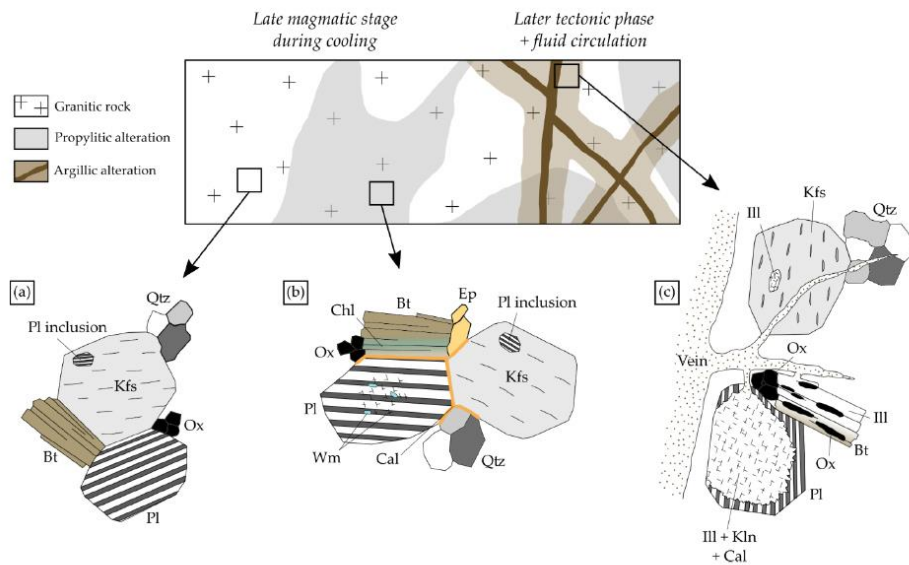 Late magmatic stage
during cooling
Later tectonic phase
+ fluid circulation
Granitic rock
Propylitic alteration
Argillic alteration
(a)
Qtz
Pl inclusion
Kfs
Ox
Bt
Pl
(b)
Chl
Bt
Ep
Pl inclusion
Ox
Kfs
Pl
Wm
Cal
Qtz
(c)
Ill
Kfs
Qtz
Vein
Ox
Ill
Bt
Ox
Pl
Ill + Kln
+ Cal